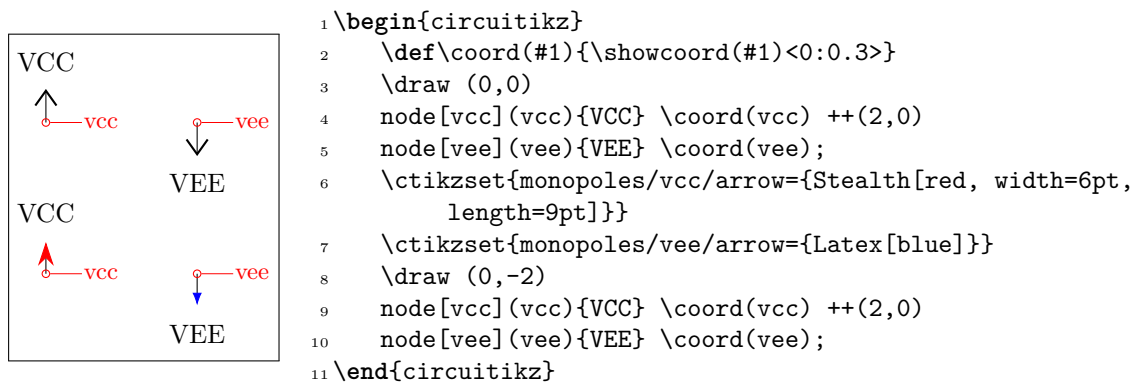 VCC
vcc
vee
VEE
VCC
vcc
vee
VEE
1 \begin{circuitikz}
2 \def\coord(#1){\showcoord(#1)<0:0.3>}
3 \draw (0,0)
4 node[vcc](vcc){VCC} \coord(vcc) ++(2,0)
5 node[vee](vee){VEE} \coord(vee);
6 \ctikzset{monopoles/vcc/arrow={Stealth[red, width=6pt,
length=9pt]}}
7 \ctikzset{monopoles/vee/arrow={Latex[blue]}}
8 \draw (0,-2)
9 node[vcc](vcc){VCC} \coord(vcc) ++(2,0)
10 node[vee](vee){VEE} \coord(vee);
11 \end{circuitikz}